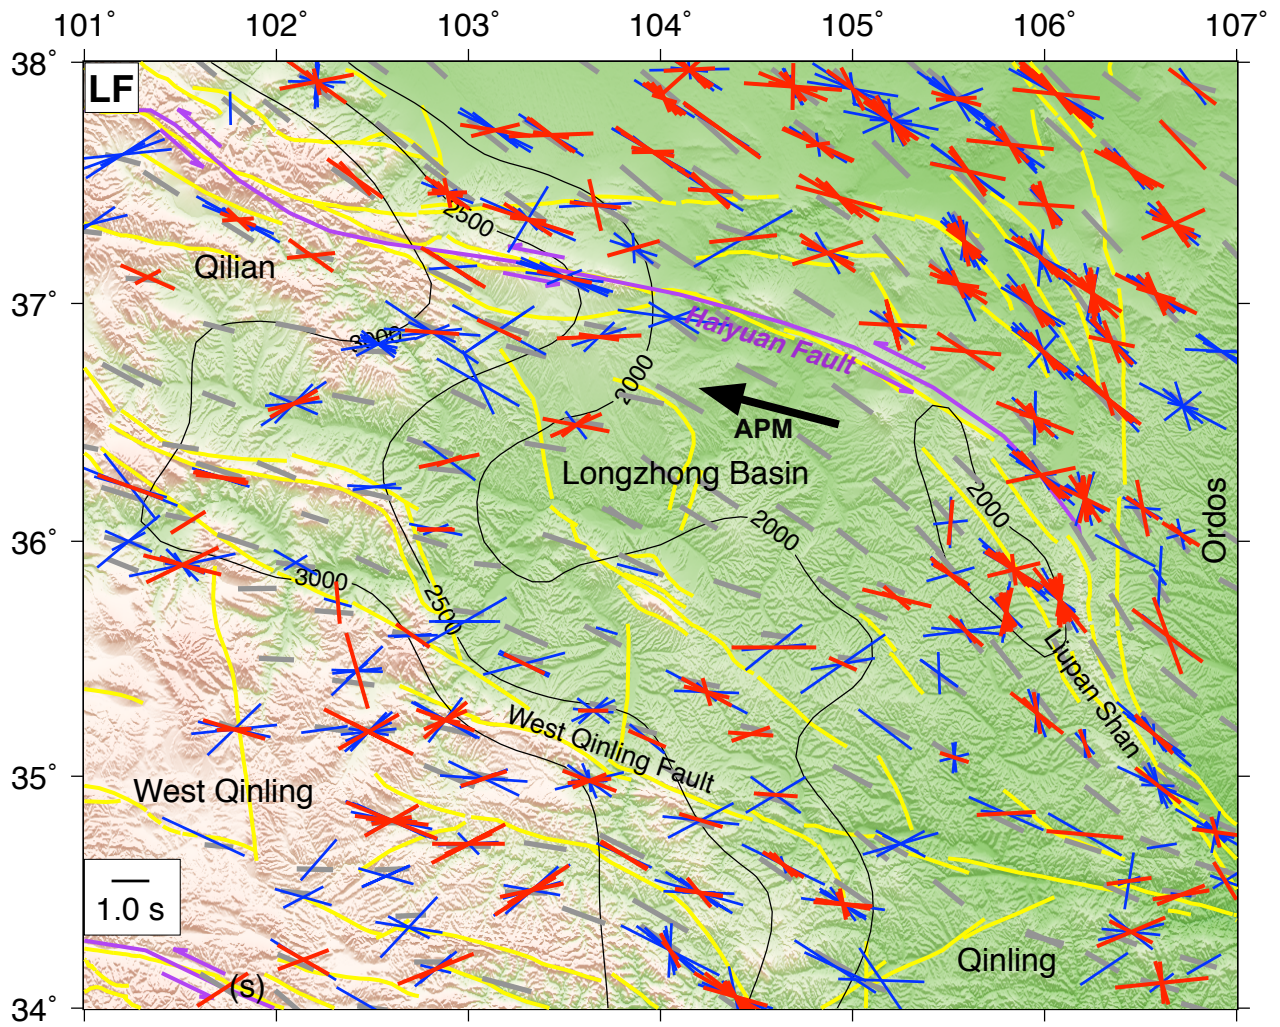 101° 102° 103° 104° 105° 106° 107°
38°
LF
2500
Qilian
37°
3000
Haiyuan Fault
2000
APM
Longzhong Basin
2000
2000
Ordos
36°
3000
2500
Liupan Shan
West Qinling Fault
35°
West Qinling
1.0 s
Qinling
(s)
34°